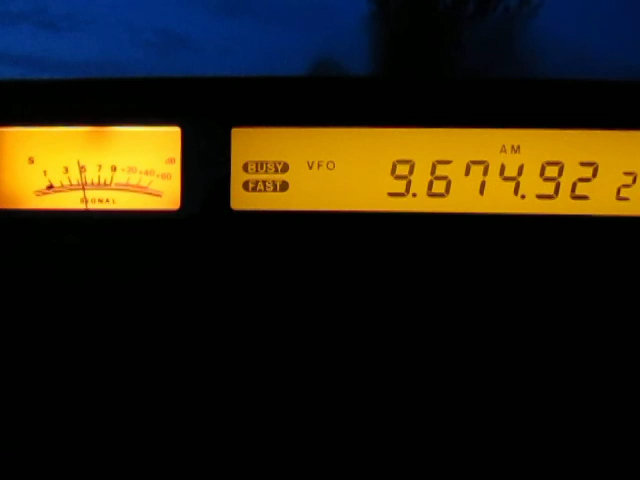 S dB
1 3 5 7 9 +20 +40 +60
SIGNAL
AM
BUSY VFO
FAST
9.674.92 2